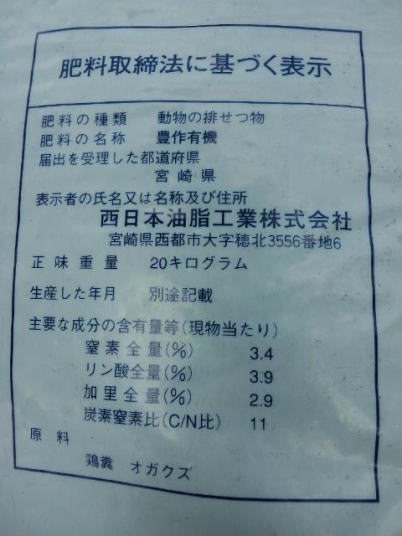 肥料取締法に基づく表示
肥料の種類　動物の排せつ物
肥料の名称　豊作有機
届出を受理した都道府県
宮崎県
表示者の氏名又は名称及び住所
西日本油脂工業株式会社
宮崎県西都市大字穂北3556番地6
正味重量　20キログラム
生産した年月　別途記載
主要な成分の含有量等(現物当たり)
窒素全量(%)　3.4
リン酸全量(%)　3.9
加里全量(%)　2.9
炭素窒素比(C/N比)　11
原料
鶏糞　オガクズ